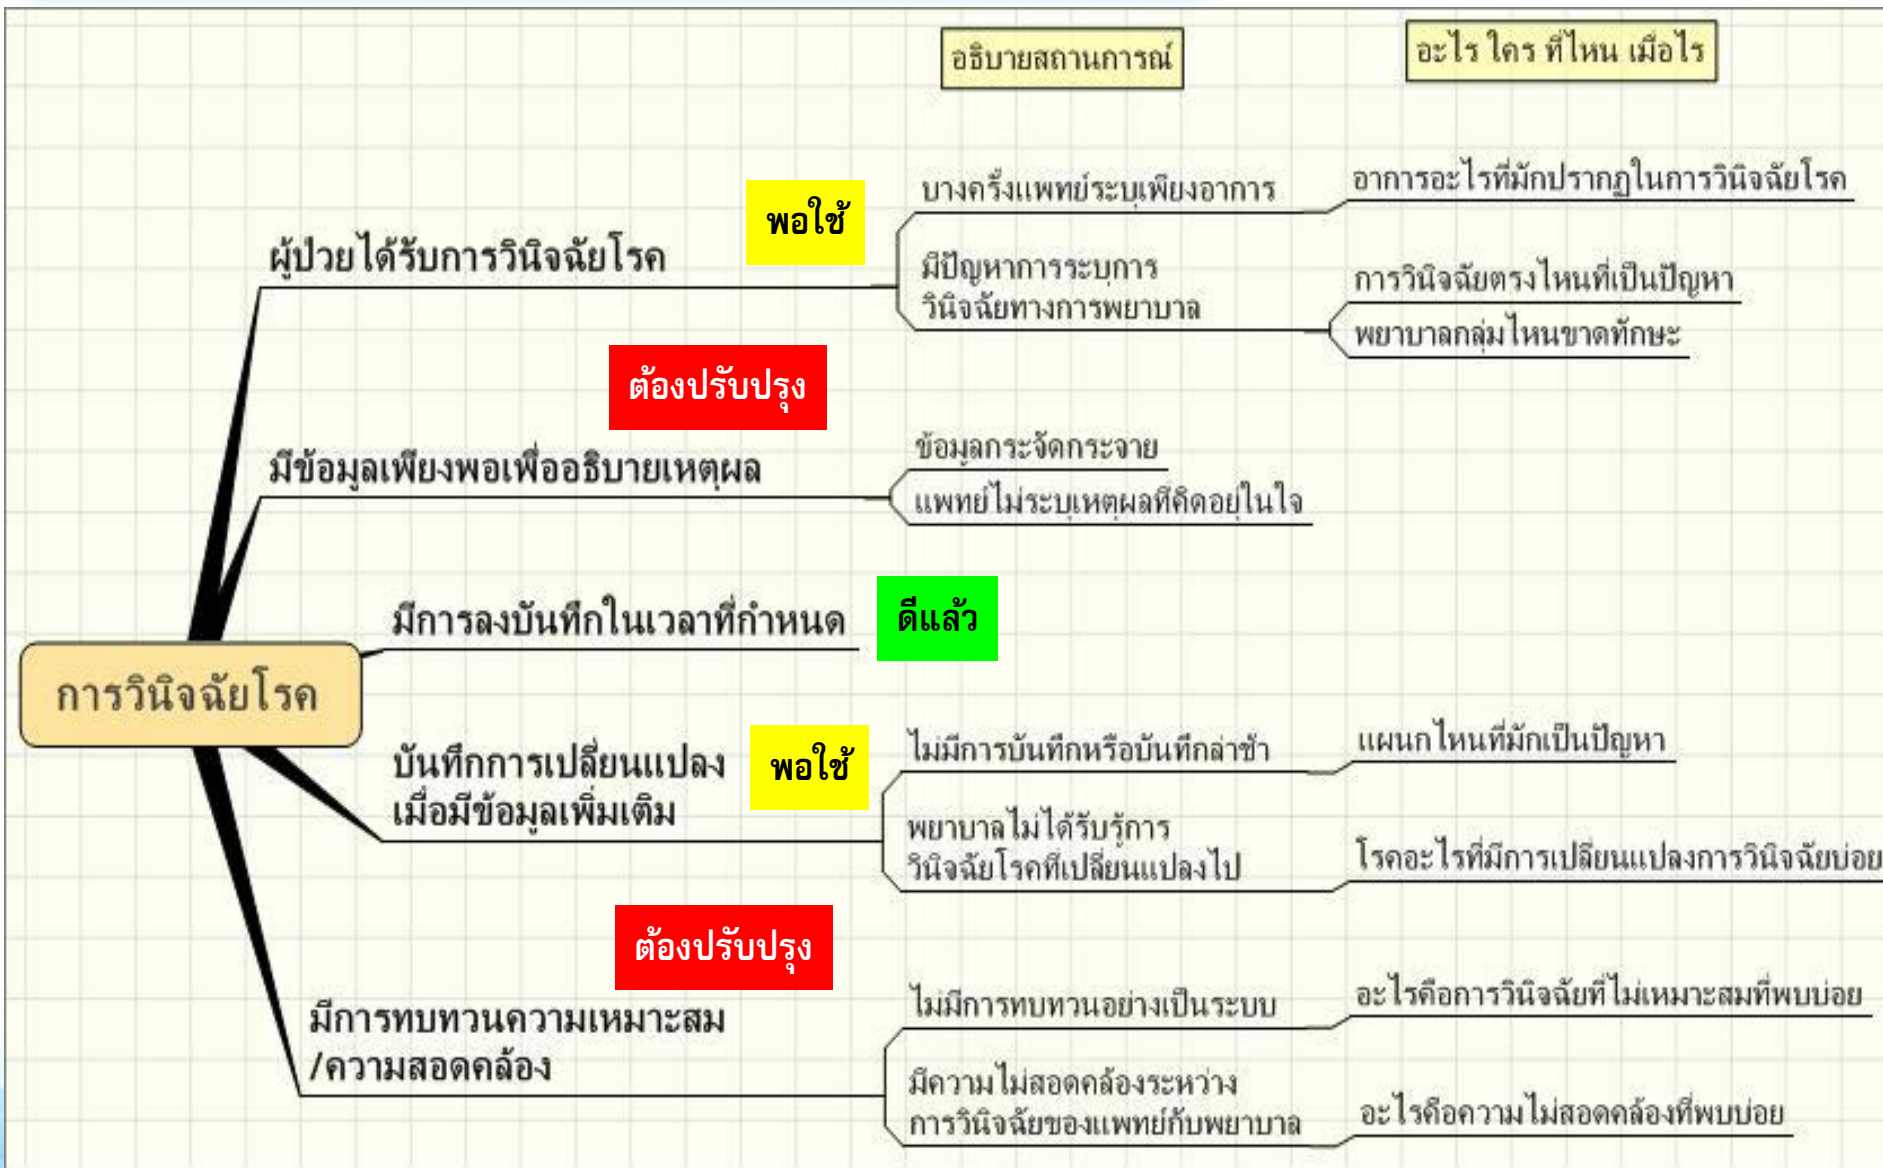 อธิบายสถานการณ์
อะไร ใคร ที่ไหน เมื่อไร
พอใช้
บางครั้งแพทย์ระบุเพียงอาการ
อาการอะไรที่มักปรากฏในการวินิจฉัยโรค
ผู้ป่วยได้รับการวินิจฉัยโรค
มีปัญหาการระบุการ
วินิจฉัยทางการพยาบาล
การวินิจฉัยตรงไหนที่เป็นปัญหา
พยาบาลกลุ่มไหนขาดทักษะ
ต้องปรับปรุง
มีข้อมูลเพียงพอเพื่ออธิบายเหตุผล
ข้อมูลกระจัดกระจาย
แพทย์ไม่ระบุเหตุผลที่คิดอยู่ในใจ
มีการลงบันทึกในเวลาที่กำหนด
ดีแล้ว
การวินิจฉัยโรค
บันทึกการเปลี่ยนแปลง
เมื่อมีข้อมูลเพิ่มเติม
พอใช้
ไม่มีการบันทึกหรือบันทึกล่าช้า
แผนกไหนที่มักเป็นปัญหา
พยาบาลไม่ได้รับรู้การ
วินิจฉัยโรคที่เปลี่ยนแปลงไป
โรคอะไรที่มีการเปลี่ยนแปลงการวินิจฉัยบ่อย
ต้องปรับปรุง
มีการทบทวนความเหมาะสม
/ความสอดคล้อง
ไม่มีการทบทวนอย่างเป็นระบบ
อะไรคือการวินิจฉัยที่ไม่เหมาะสมที่พบบ่อย
มีความไม่สอดคล้องระหว่าง
การวินิจฉัยของแพทย์กับพยาบาล
อะไรคือความไม่สอดคล้องที่พบบ่อย